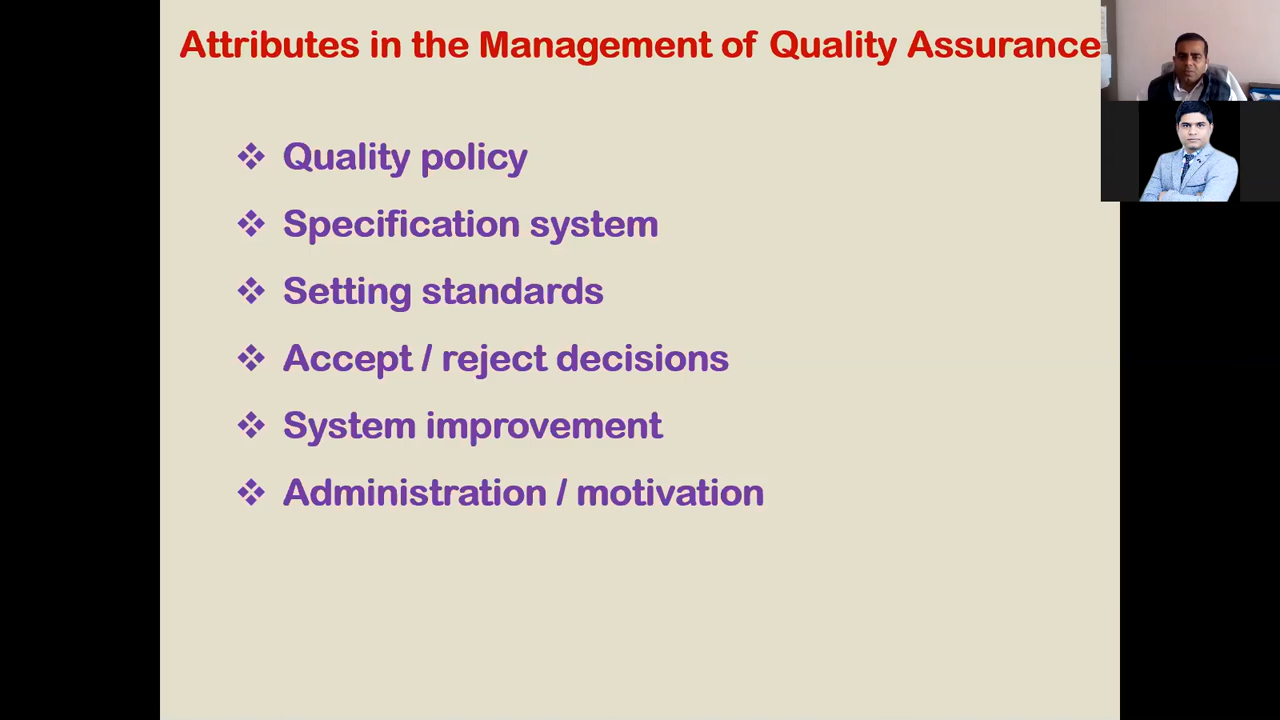 Attributes in the Management of Quality Assurance
Quality policy
Specification system
Setting standards
Accept / reject decisions
System improvement
Administration / motivation